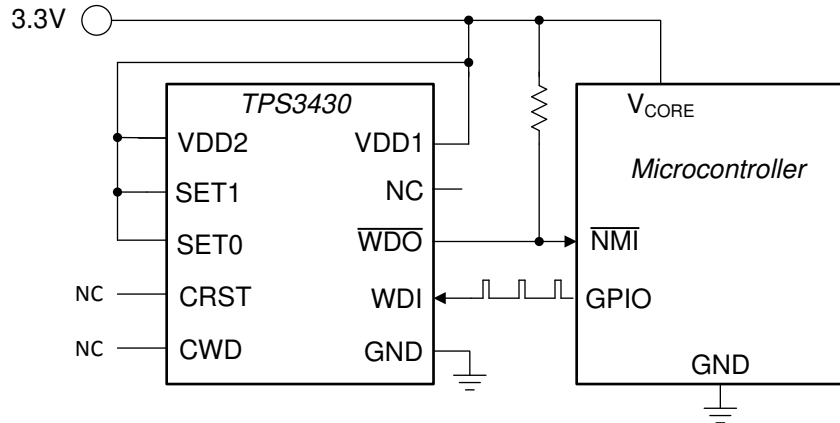 3.3V
TPS3430
VDD2
SET1
SET0
NC
CRST
NC
CWD
VDD1
NC
WDO
WDI
GND
VCORE
Microcontroller
NMI
GPIO
GND